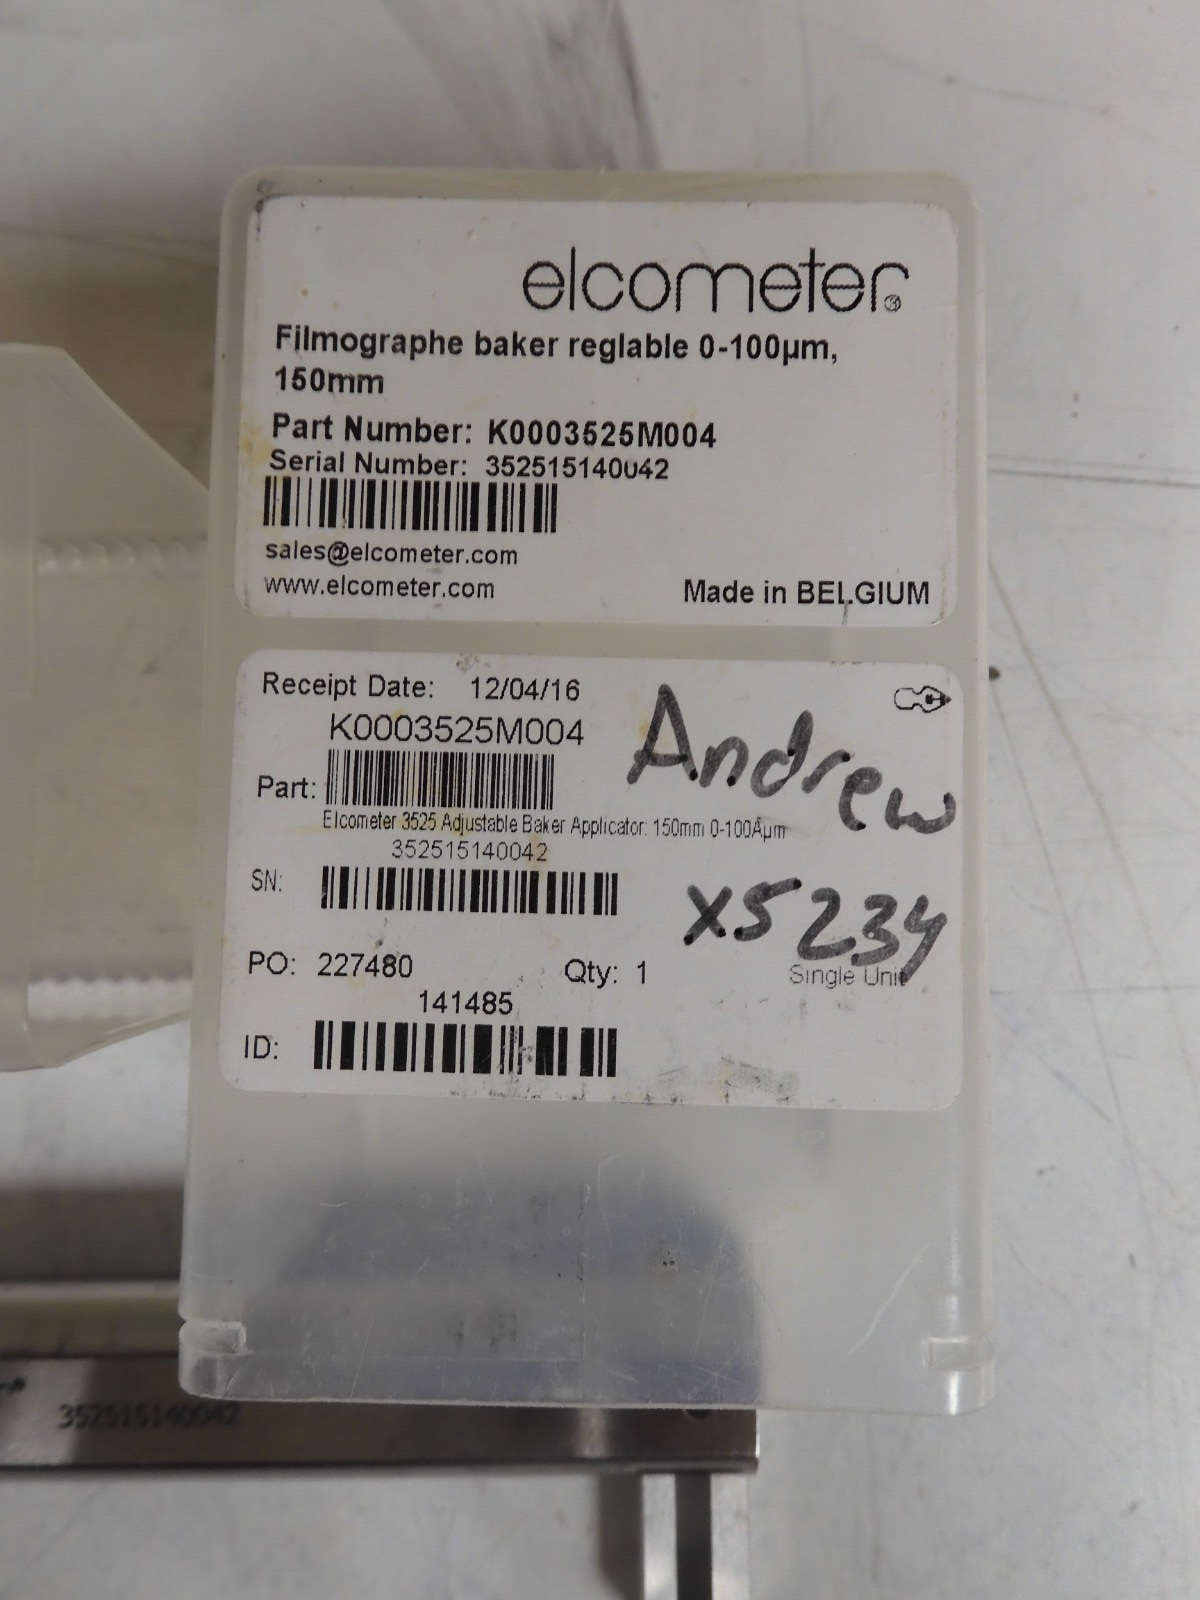 elcometer®
Filmographe baker reglable 0-100µm,
150mm
Part Number: K0003525M004
Serial Number: 352515140042
sales@elcometer.com
www.elcometer.com Made in BELGIUM
Receipt Date: 12/04/16
K0003525M004
Part:
Elcometer 3525 Adjustable Baker Applicator: 150mm 0-100Âµm
352515140042
SN:
PO: 227480 Qty: 1 Single Unit
141485
ID:
Andrew
x5234
352515140042